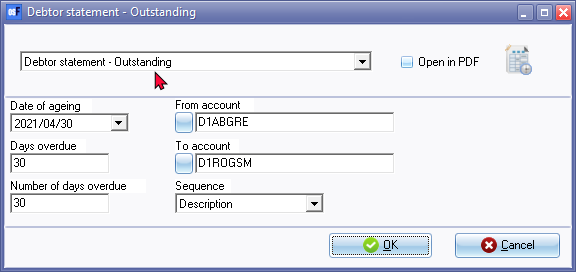 Debtor statement - Outstanding
Debtor statement - Outstanding
Open in PDF
Date of ageing
From account
2021/04/30
D1ABGRE
Days overdue
To account
30
D1ROGSM
Number of days overdue
Sequence
30
Description
OK
Cancel